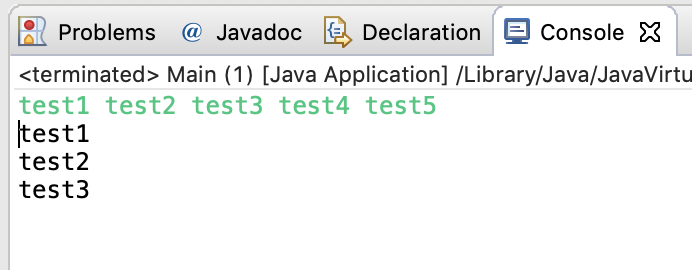 Problems @ Javadoc Declaration Console
<terminated> Main (1) [Java Application] /Library/Java/JavaVirtu
test1 test2 test3 test4 test5
test1
test2
test3